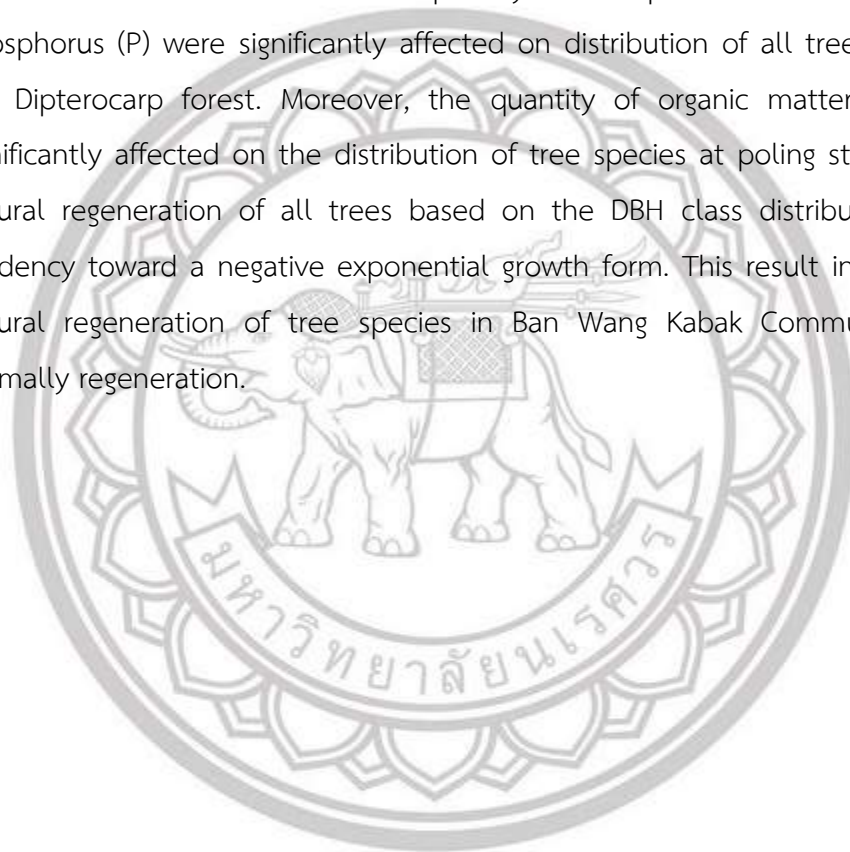 osphorus (P) were significantly affected on distribution of all tree
Dipterocarp forest. Moreover, the quantity of organic matter
nificantly affected on the distribution of tree species at poling st
ural regeneration of all trees based on the DBH class distribu
dency toward a negative exponential growth form. This result in
ural regeneration of tree species in Ban Wang Kabak Commu
mally regeneration.
มหาวิทยาลัยนเรศวร